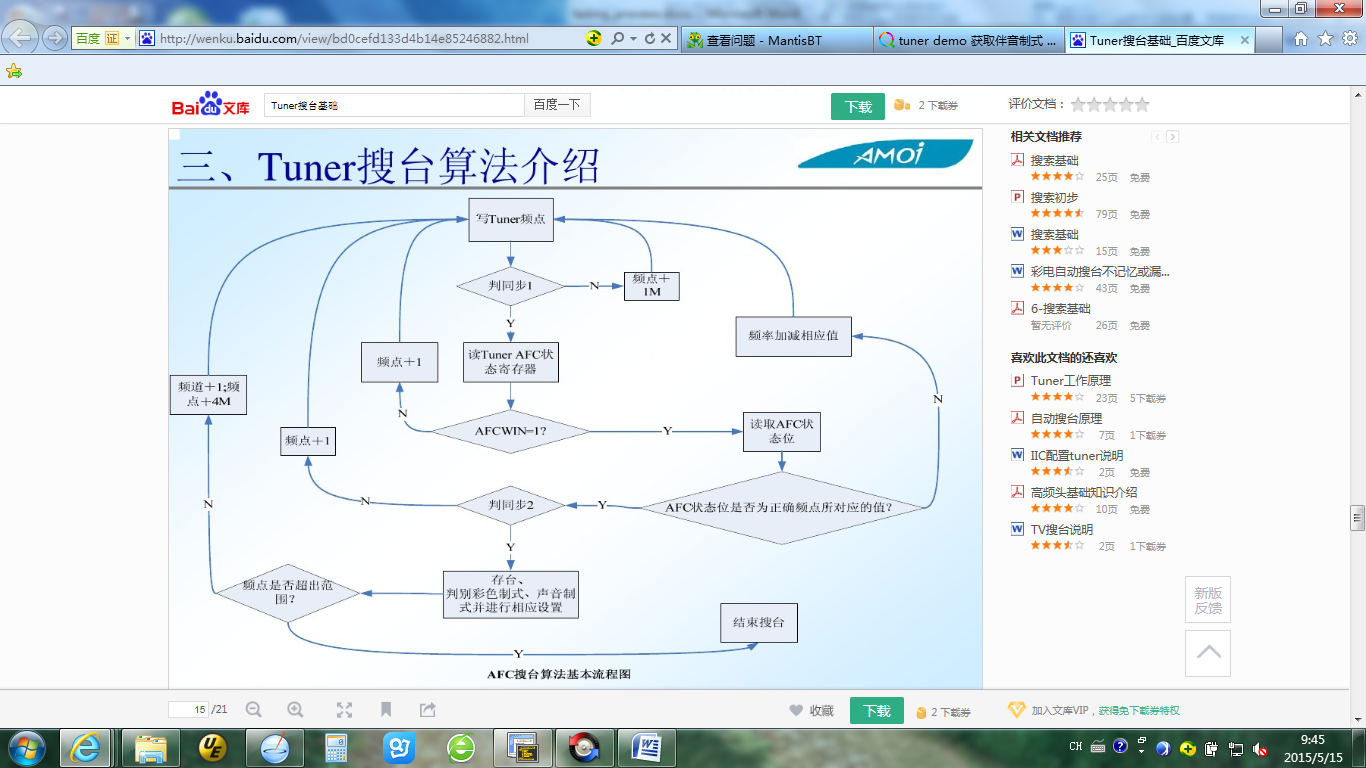 百度 证 http://wenku.baidu.com/view/bd0cefd133d4b14e85246882.html
查看问题 - MantisBT
tuner demo 获取伴音制式 ...
Tuner搜台基础_百度文库
Baidu文库
Tuner搜台基础
百度一下
下载
2 下载券
评价文档：
三、Tuner搜台算法介绍
AMOi
写Tuner频点
判同步1
N
频点＋
1M
Y
频点＋1
读Tuner AFC状
态寄存器
频率加减相应值
频道＋1;频
点＋4M
N
AFCWIN=1?
Y
读取AFC状
态位
N
频点＋1
N
判同步2
Y
AFC状态位是否为正确频点所对应的值？
N
Y
频点是否超出范
围？
存台、
判别彩色制式、声音制
式并进行相应设置
结束搜台
Y
AFC搜台算法基本流程图
相关文档推荐
搜索基础
25页 免费
搜索初步
79页 免费
搜索基础
15页 免费
彩电自动搜台不记忆或漏...
43页 免费
6-搜索基础
暂无评价 26页 免费
喜欢此文档的还喜欢
Tuner工作原理
23页 5下载券
自动搜台原理
7页 1下载券
IIC配置tuner说明
2页 免费
高频头基础知识介绍
10页 免费
TV搜台说明
2页 1下载券
新版
反馈
15 /21
收藏
下载
2 下载券
加入文库VIP，获得免下载券特权
CH
9:45
2015/5/15